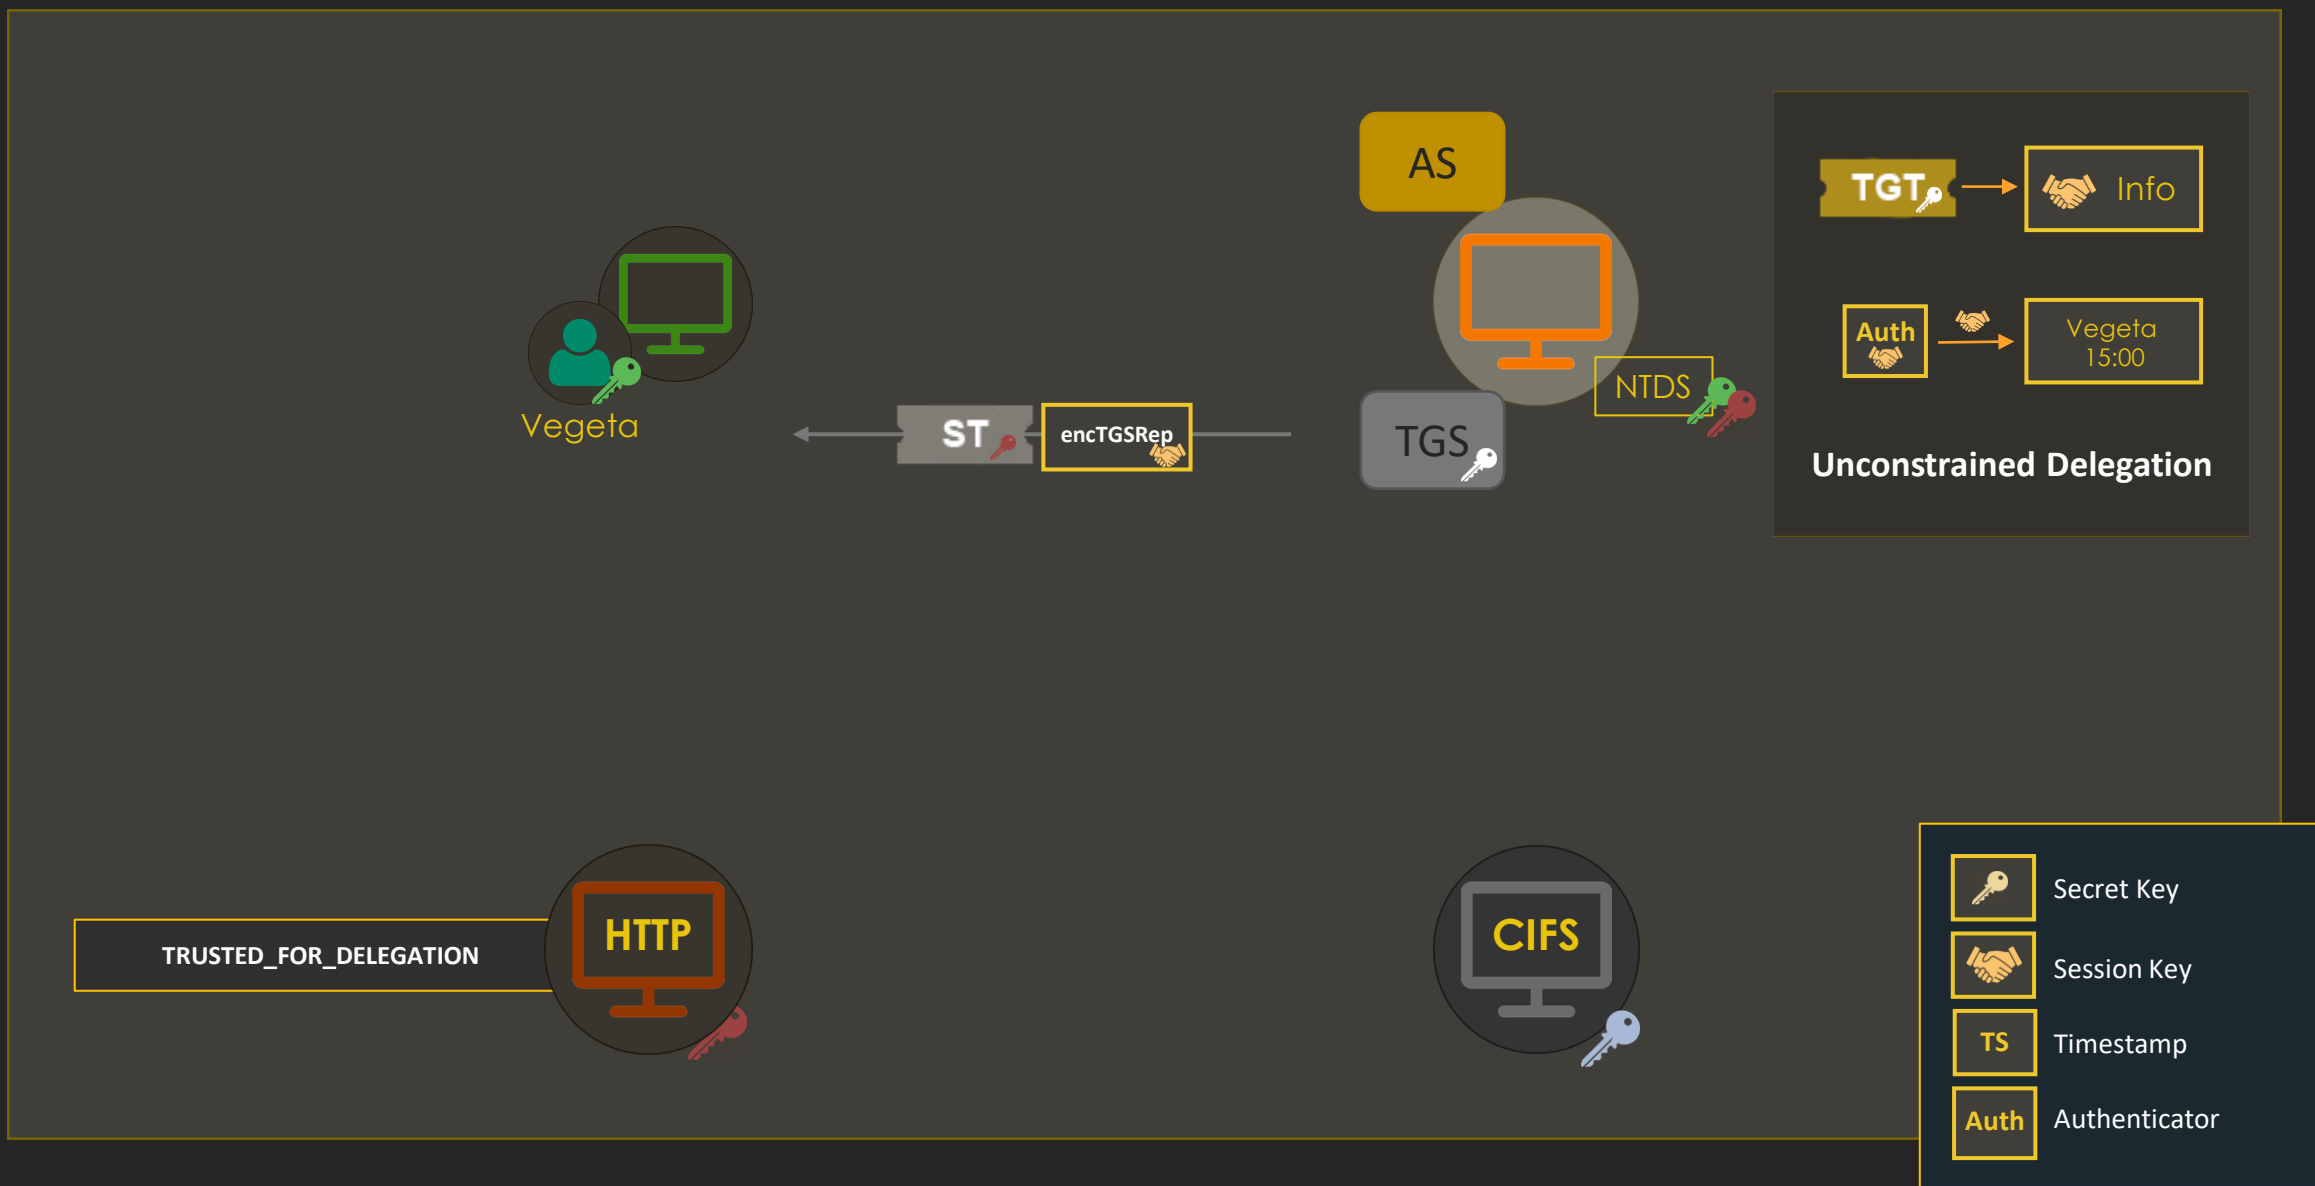 AS
TGT
Info
Auth
Vegeta
15:00
NTDS
Vegeta
ST
encTGSRep
TGS
Unconstrained Delegation
TRUSTED_FOR_DELEGATION
HTTP
CIFS
Secret Key
Session Key
TS
Timestamp
Auth
Authenticator